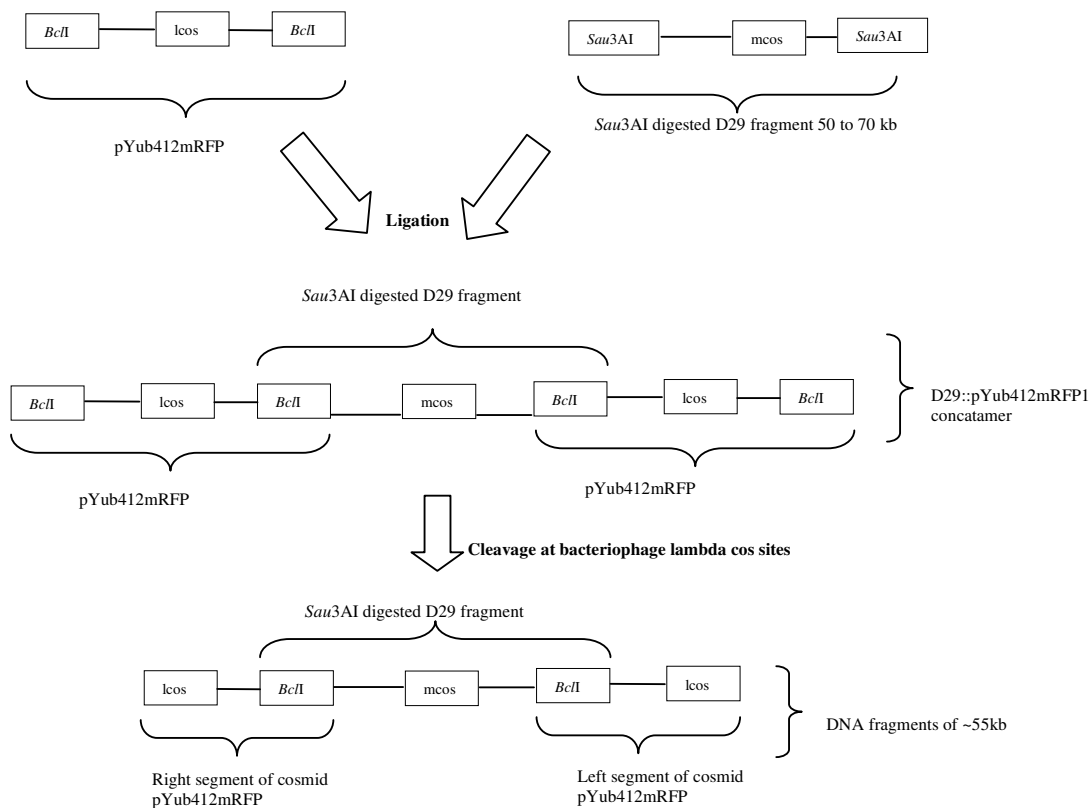 BclI lcos BclI
Sau3AI mcos Sau3AI
pYub412mRFP
Sau3AI digested D29 fragment 50 to 70 kb
Ligation
Sau3AI digested D29 fragment
BclI lcos BclI mcos BclI lcos BclI
D29::pYub412mRFP1
concatamer
pYub412mRFP
pYub412mRFP
Cleavage at bacteriophage lambda cos sites
Sau3AI digested D29 fragment
lcos BclI mcos BclI lcos
DNA fragments of ~55kb
Right segment of cosmid
pYub412mRFP
Left segment of cosmid
pYub412mRFP